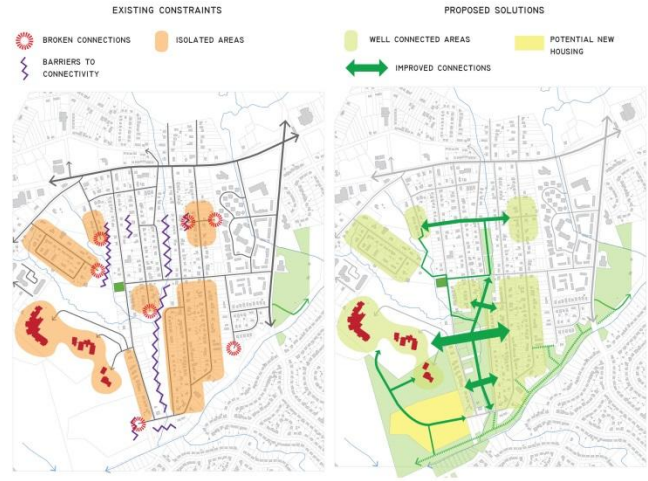 EXISTING CONSTRAINTS
BROKEN CONNECTIONS
ISOLATED AREAS
BARRIERS TO
CONNECTIVITY
PROPOSED SOLUTIONS
WELL CONNECTED AREAS
POTENTIAL NEW
HOUSING
IMPROVED CONNECTIONS